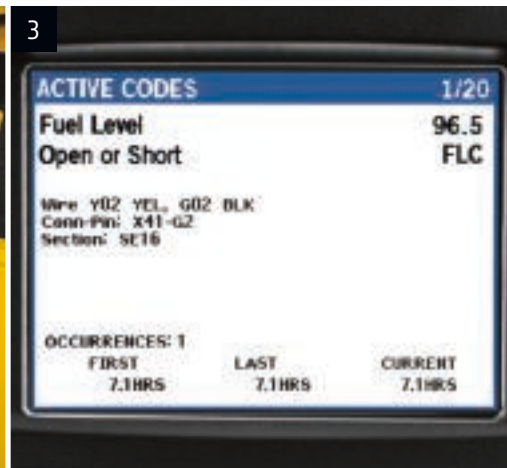 3
ACTIVE CODES 1/20
Fuel Level 96.5
Open or Short FLC
Wire Y02 YEL, G02 BLK
Conn-Pin: X41-G2
Section: SE16
OCCURRENCES: 1
FIRST LAST CURRENT
7.1HRS 7.1HRS 7.1HRS